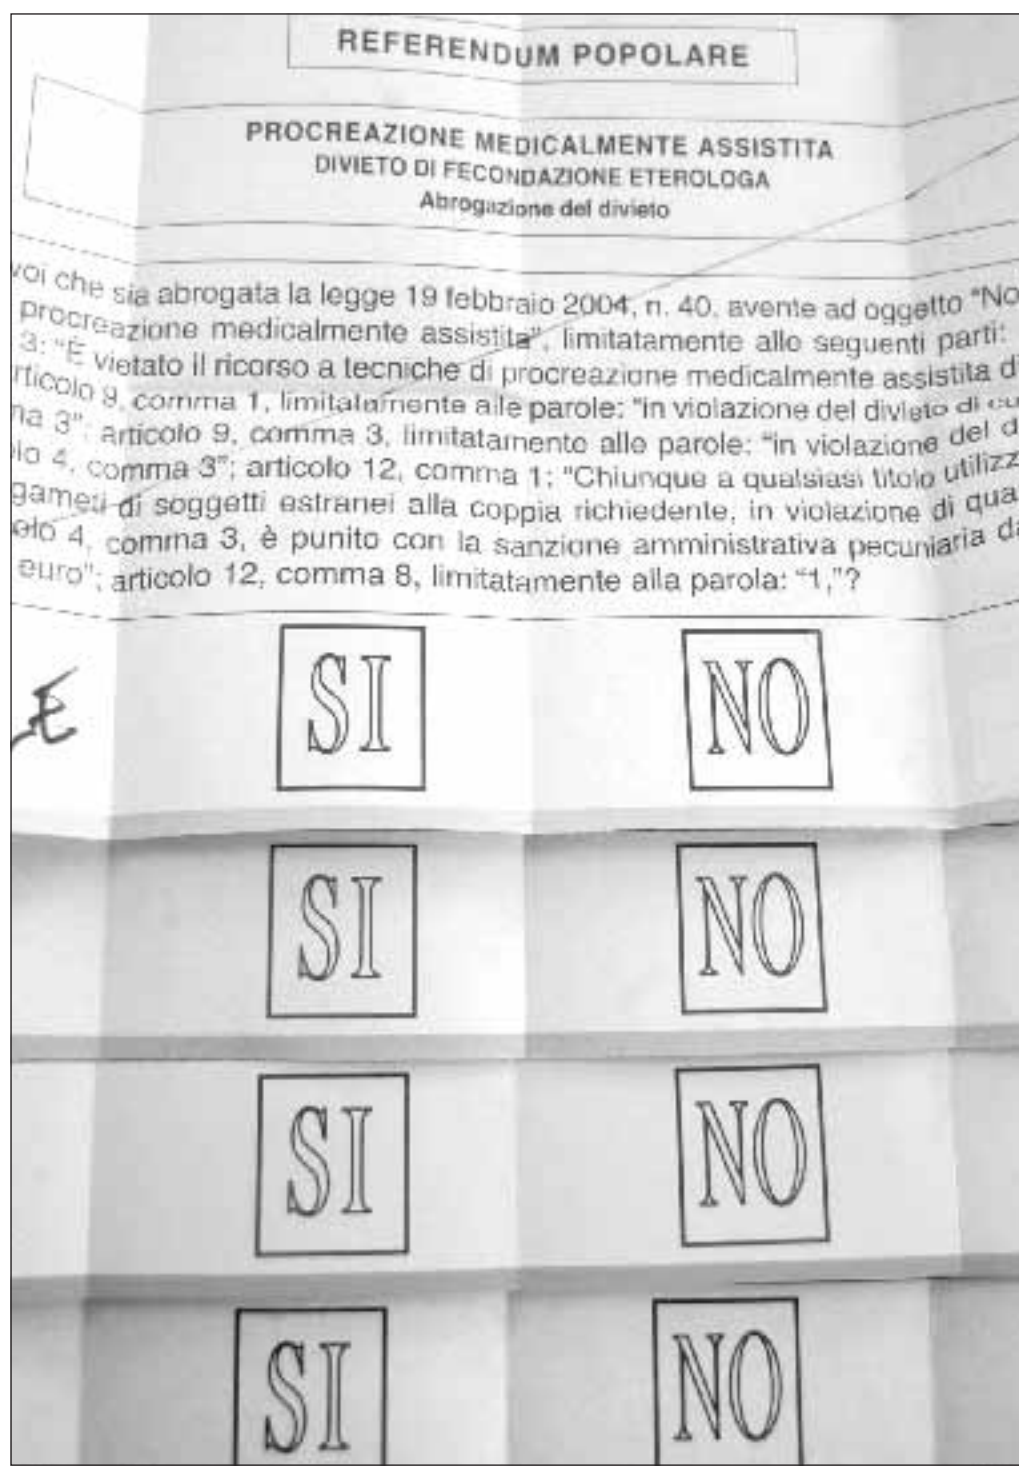 REFERENDUM POPOLARE
PROCREAZIONE MEDICALMENTE ASSISTITA
DIVIETO DI FECONDAZIONE ETEROLOGA
Abrogazione del divieto
voi che sia abrogata la legge 19 febbraio 2004, n. 40, avente ad oggetto "No
procreazione medicalmente assistita", limitatamente alle seguenti parti:
3: "È vietato il ricorso a tecniche di procreazione medicalmente assistita di
rticolo 9, comma 1, limitatamente alle parole: "in violazione del divieto di cu
ma 3"; articolo 9, comma 3, limitatamente alle parole: "in violazione del d
lo 4, comma 3"; articolo 12, comma 1: "Chiunque a qualsiasi titolo utilizz
gameti di soggetti estranei alla coppia richiedente, in violazione di qua
olo 4, comma 3, è punito con la sanzione amministrativa pecuniaria da
euro"; articolo 12, comma 8, limitatamente alla parola: "1,"?
SI NO
SI NO
SI NO
SI NO